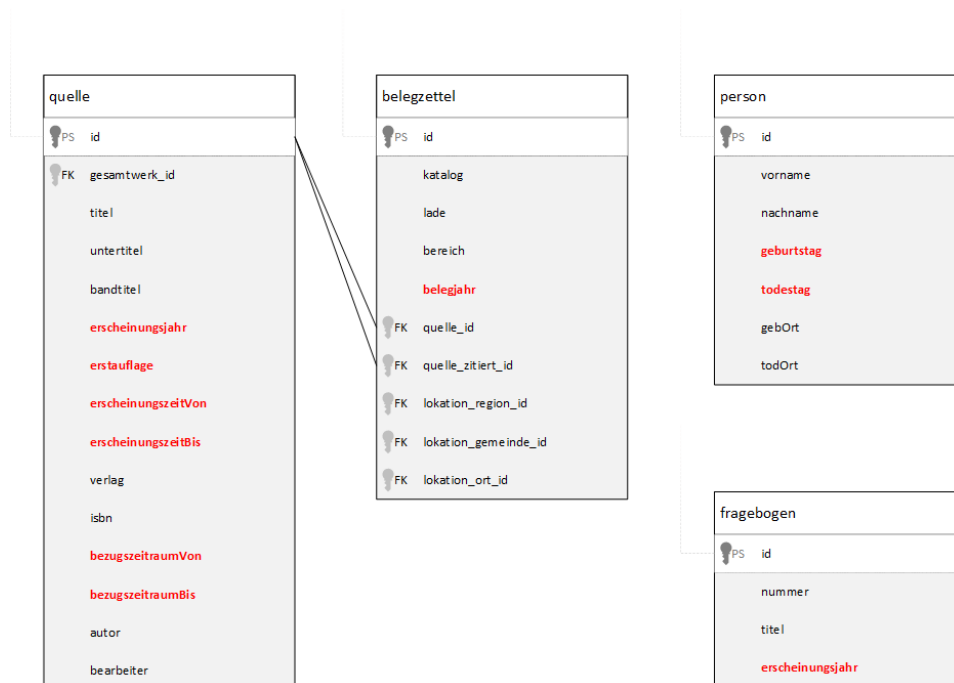 quelle
PS id
FK gesamtwerk_id
titel
untertitel
bandtitel
erscheinungsjahr
erstauflage
erscheinungszeitVon
erscheinungszeitBis
verlag
isbn
bezugszeitraumVon
bezugszeitraumBis
autor
bearbeiter
belegzettel
PS id
katalog
lade
bereich
belegjahr
FK quelle_id
FK quelle_zitiert_id
FK lokation_region_id
FK lokation_gemeinde_id
FK lokation_ort_id
person
PS id
vorname
nachname
geburtstag
todestag
gebOrt
todOrt
fragebogen
PS id
nummer
titel
erscheinungsjahr